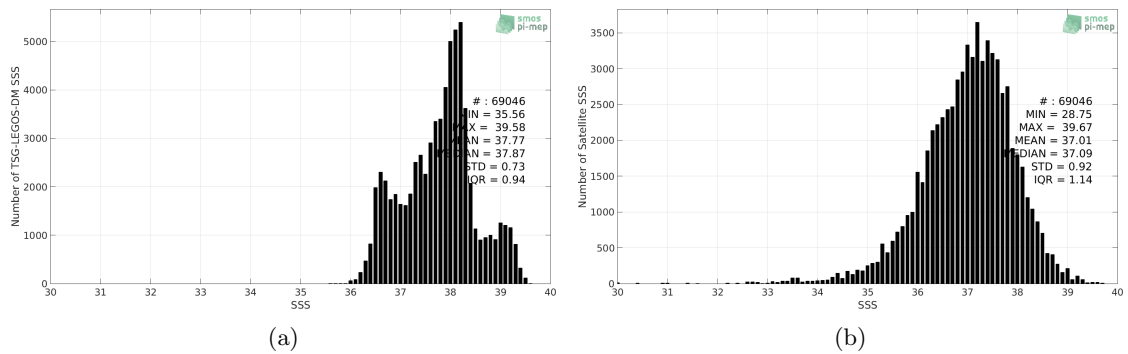 smos
pi-mep
Number of TSG-LEGOS-DM SSS
5000
4000
3000
2000
1000
0
# : 69046
MIN = 35.56
MAX = 39.58
MEAN = 37.77
MEDIAN = 37.87
STD = 0.73
IQR = 0.94
30 31 32 33 34 35 36 37 38 39 40
SSS
(a)
smos
pi-mep
Number of Satellite SSS
3500
3000
2500
2000
1500
1000
500
0
# : 69046
MIN = 28.75
MAX = 39.67
MEAN = 37.01
MEDIAN = 37.09
STD = 0.92
IQR = 1.14
30 31 32 33 34 35 36 37 38 39 40
SSS
(b)